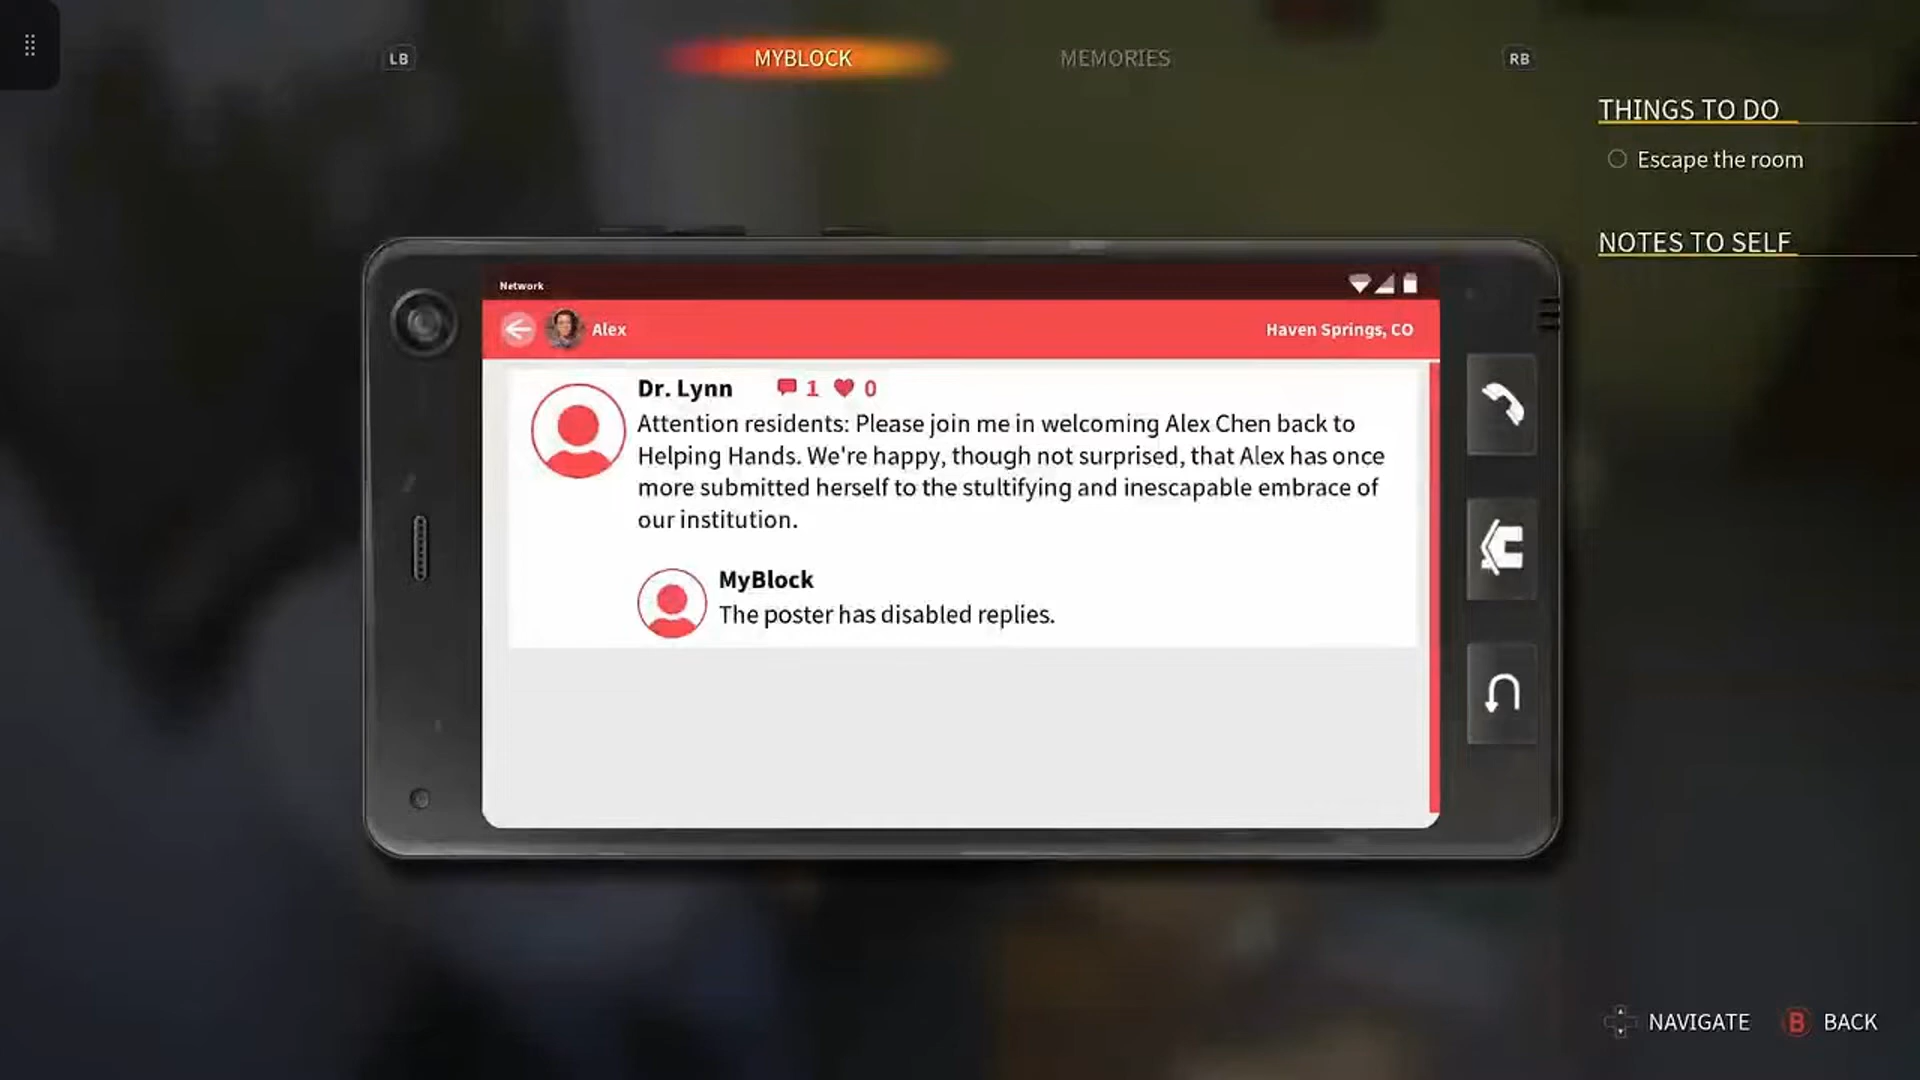 LB
MYBLOCK
MEMORIES
RB
THINGS TO DO
Escape the room
NOTES TO SELF
Network
Alex
Haven Springs, CO
Dr. Lynn 1 0
Attention residents: Please join me in welcoming Alex Chen back to
Helping Hands. We're happy, though not surprised, that Alex has once
more submitted herself to the stultifying and inescapable embrace of
our institution.
MyBlock
The poster has disabled replies.
NAVIGATE
B BACK